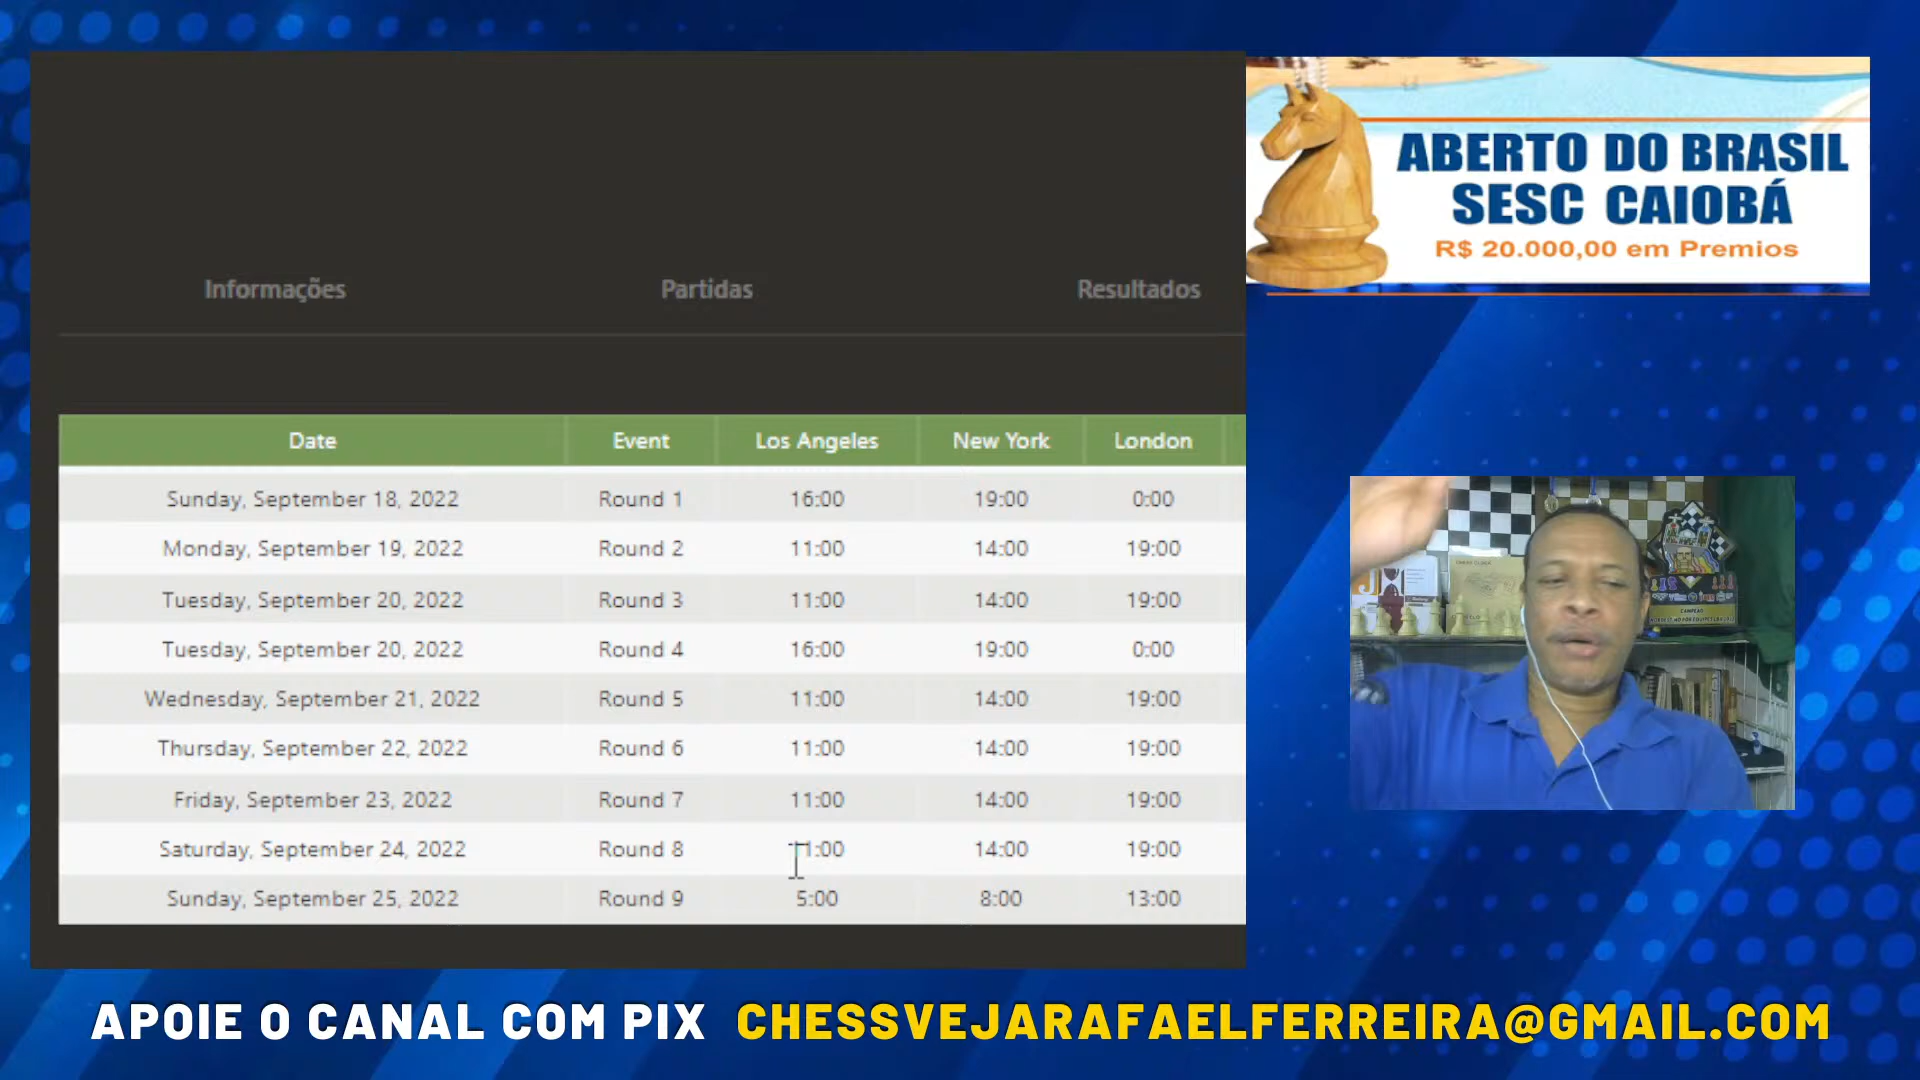 Informações Partidas Resultados
Date Event Los Angeles New York London
Sunday, September 18, 2022 Round 1 16:00 19:00 0:00
Monday, September 19, 2022 Round 2 11:00 14:00 19:00
Tuesday, September 20, 2022 Round 3 11:00 14:00 19:00
Tuesday, September 20, 2022 Round 4 16:00 19:00 0:00
Wednesday, September 21, 2022 Round 5 11:00 14:00 19:00
Thursday, September 22, 2022 Round 6 11:00 14:00 19:00
Friday, September 23, 2022 Round 7 11:00 14:00 19:00
Saturday, September 24, 2022 Round 8 11:00 14:00 19:00
Sunday, September 25, 2022 Round 9 5:00 8:00 13:00
ABERTO DO BRASIL
SESC CAIOBÁ
R$ 20.000,00 em Premios
CAMPEÃO
APOIE O CANAL COM PIX CHESSVEJARAFAELFERREIRA@GMAIL.COM